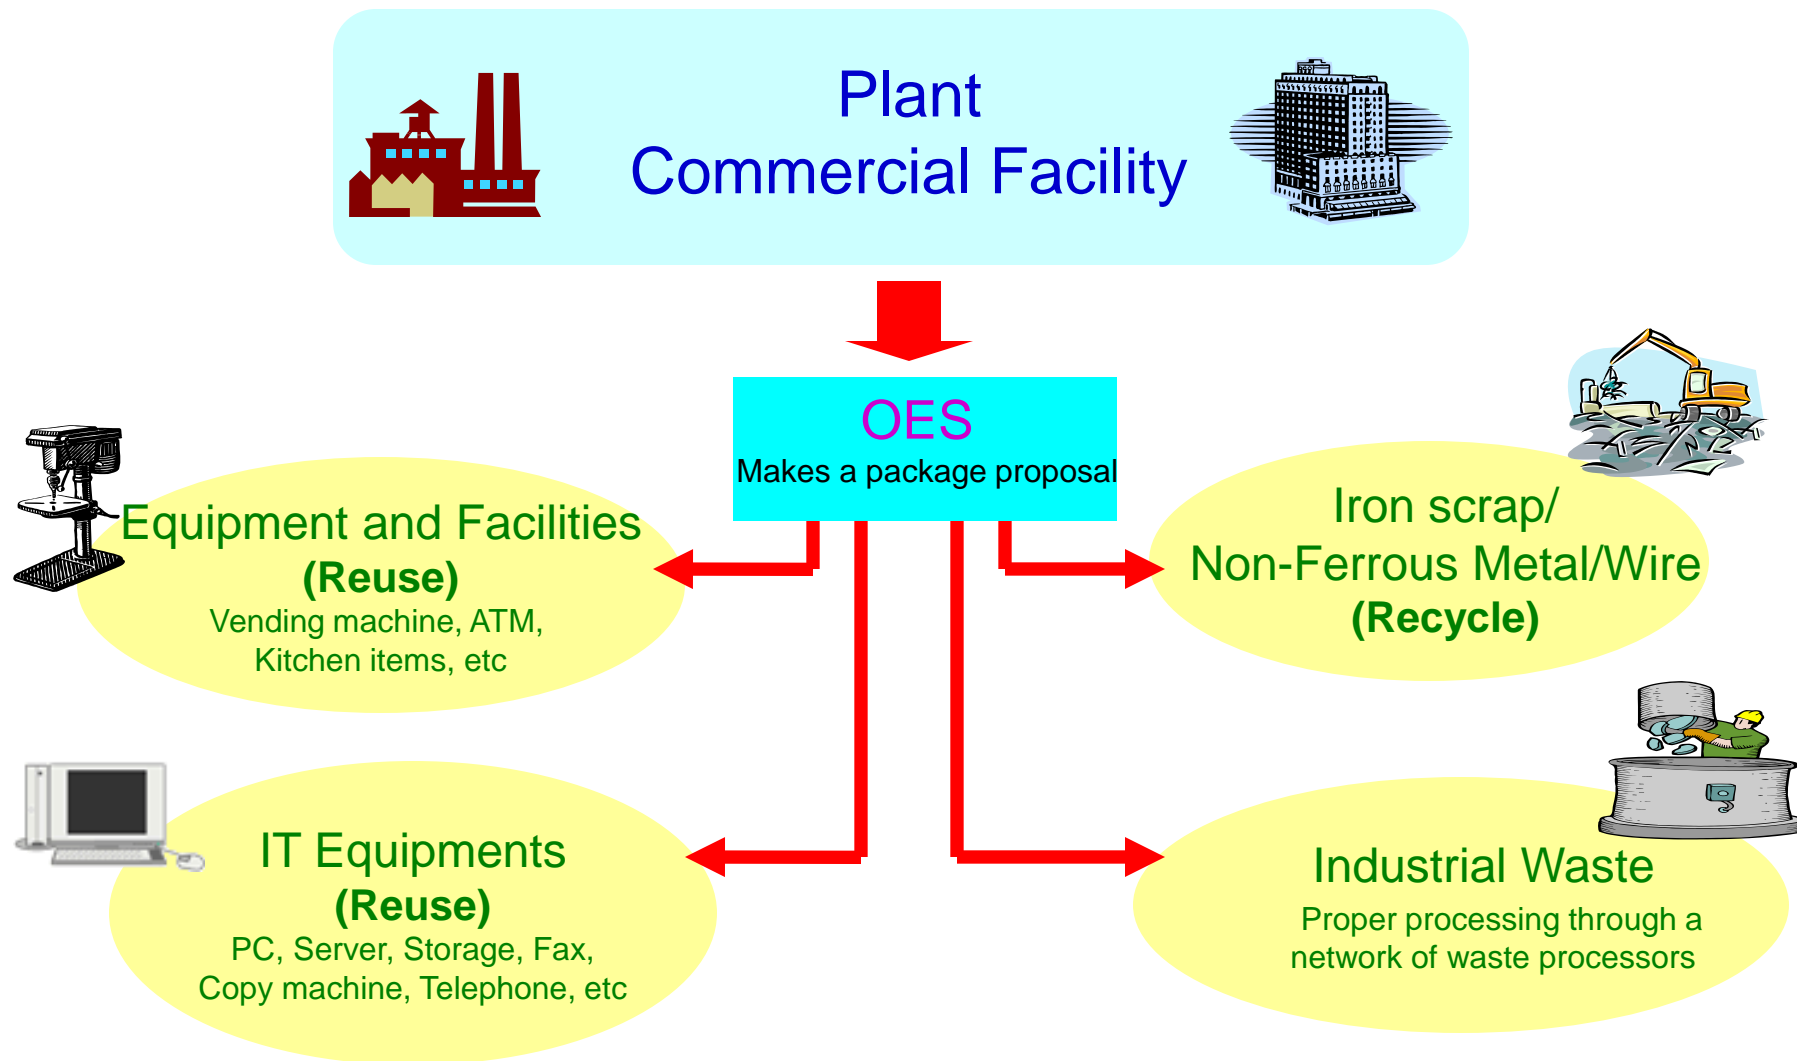 Plant
Commercial Facility
OES
Makes a package proposal
Equipment and Facilities
(Reuse)
Vending machine, ATM,
Kitchen items, etc
Iron scrap/
Non-Ferrous Metal/Wire
(Recycle)
IT Equipments
(Reuse)
PC, Server, Storage, Fax,
Copy machine, Telephone, etc
Industrial Waste
Proper processing through a
network of waste processors